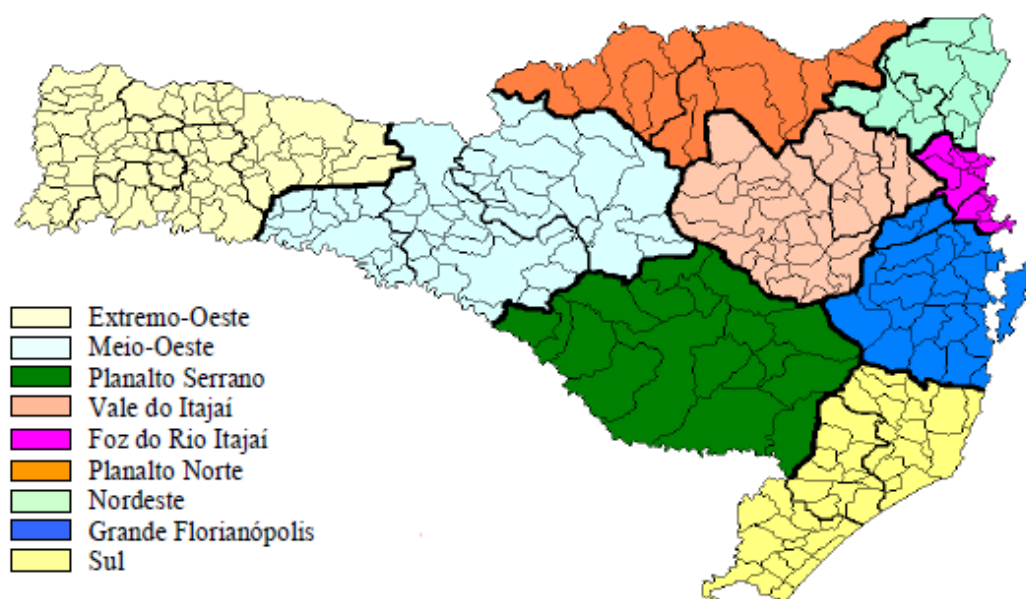 Extremo-Oeste
Meio-Oeste
Planalto Serrano
Vale do Itajaí
Foz do Rio Itajaí
Planalto Norte
Nordeste
Grande Florianópolis
Sul